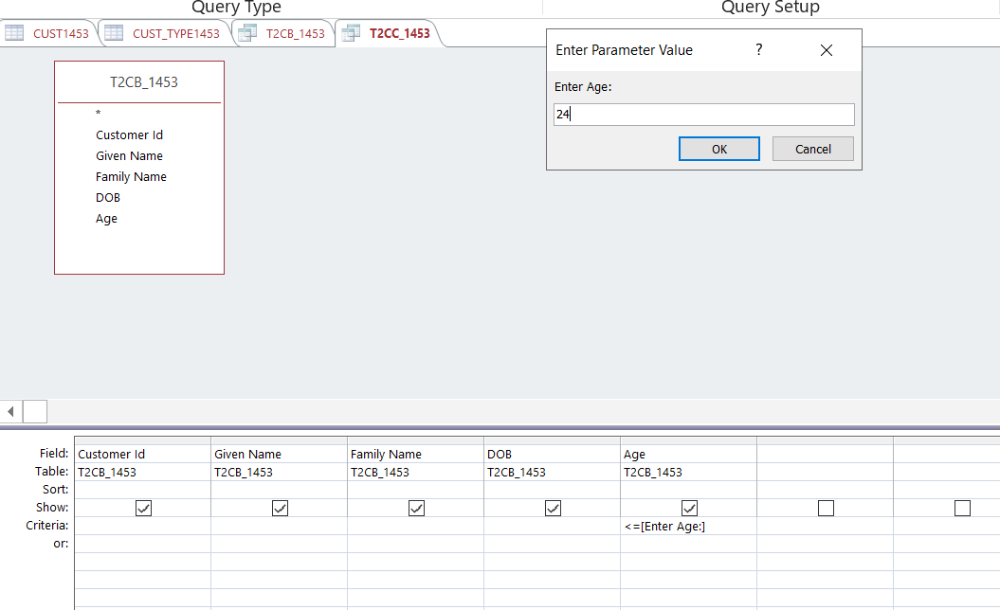 Query Type Query Setup
CUST1453 CUST_TYPE1453 T2CB_1453 T2CC_1453
T2CB_1453
*
Customer Id
Given Name
Family Name
DOB
Age
Enter Parameter Value ?
Enter Age:
24
OK Cancel
Field: Customer Id Given Name Family Name DOB Age
Table: T2CB_1453 T2CB_1453 T2CB_1453 T2CB_1453 T2CB_1453
Sort:
Show:
Criteria: <=[Enter Age:]
or: